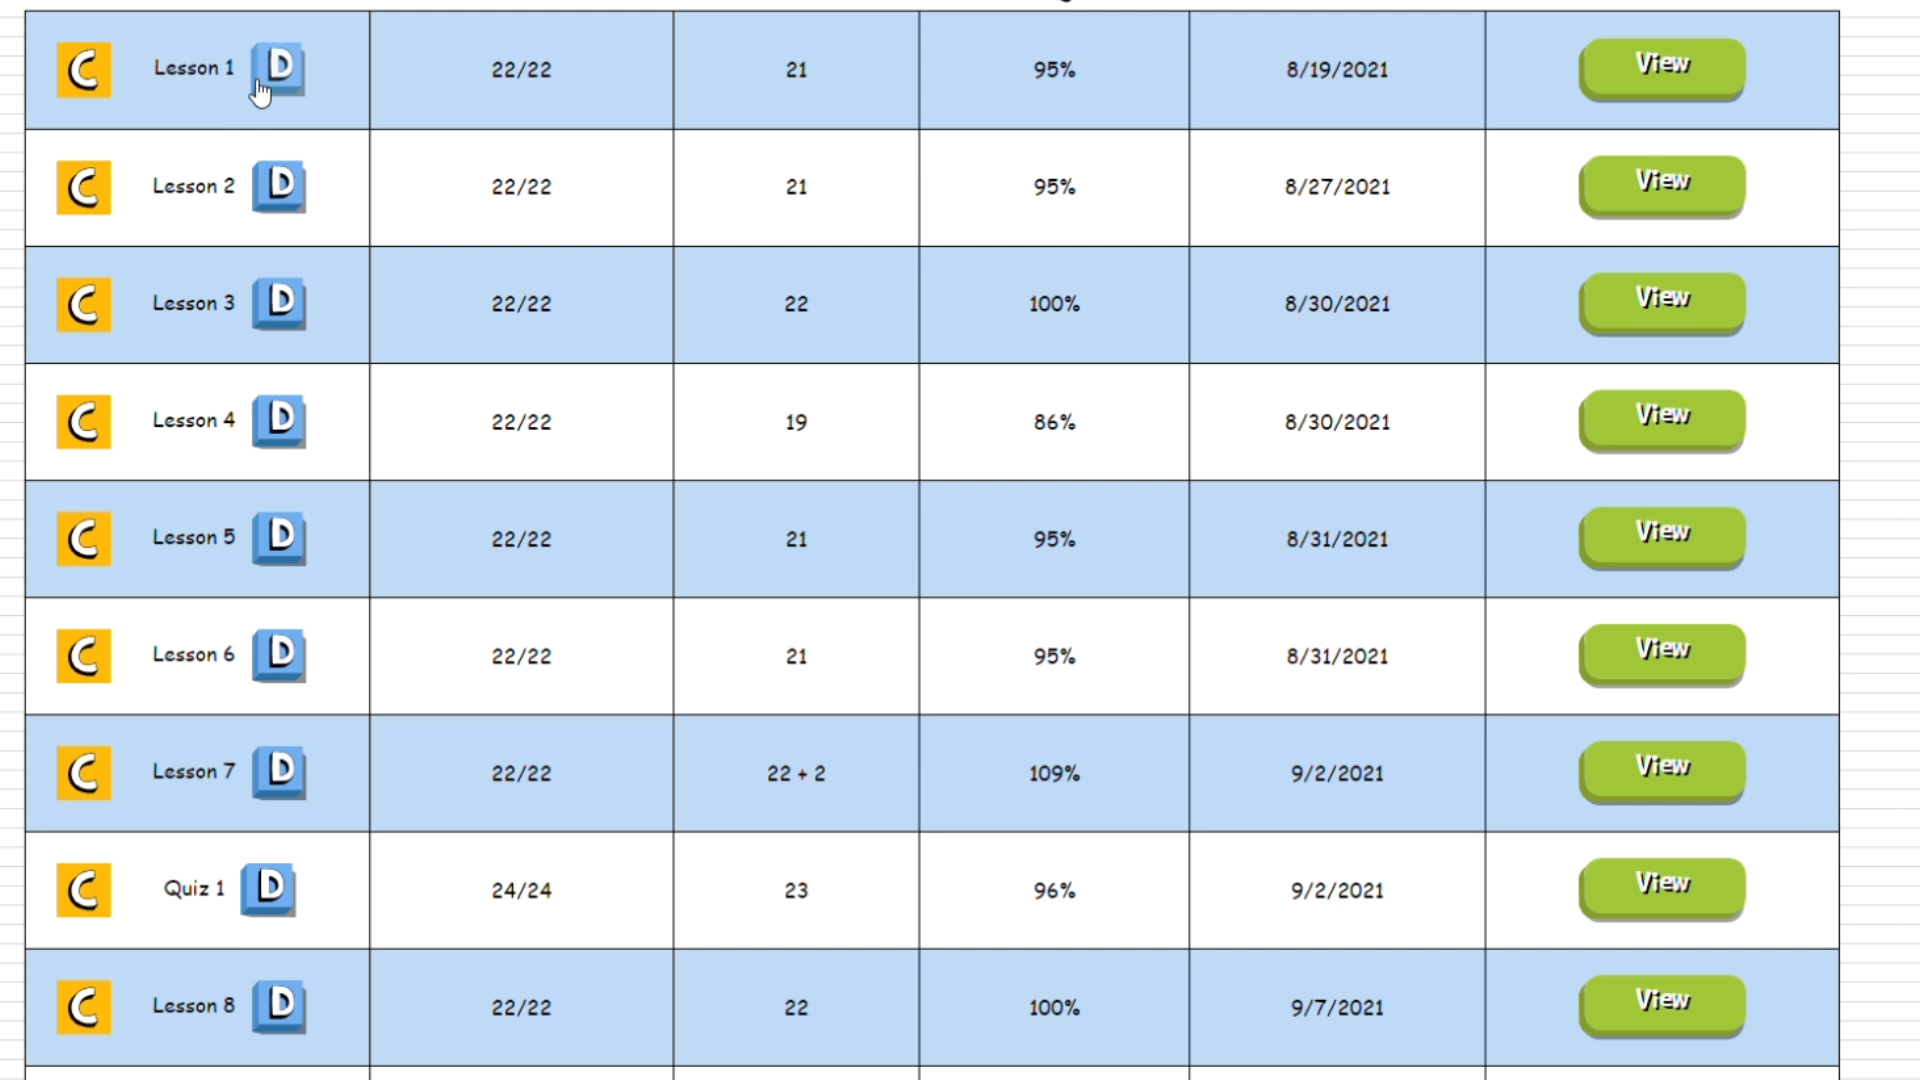 C Lesson 1 D 22/22 21 95% 8/19/2021 View
C Lesson 2 D 22/22 21 95% 8/27/2021 View
C Lesson 3 D 22/22 22 100% 8/30/2021 View
C Lesson 4 D 22/22 19 86% 8/30/2021 View
C Lesson 5 D 22/22 21 95% 8/31/2021 View
C Lesson 6 D 22/22 21 95% 8/31/2021 View
C Lesson 7 D 22/22 22 + 2 109% 9/2/2021 View
C Quiz 1 D 24/24 23 96% 9/2/2021 View
C Lesson 8 D 22/22 22 100% 9/7/2021 View